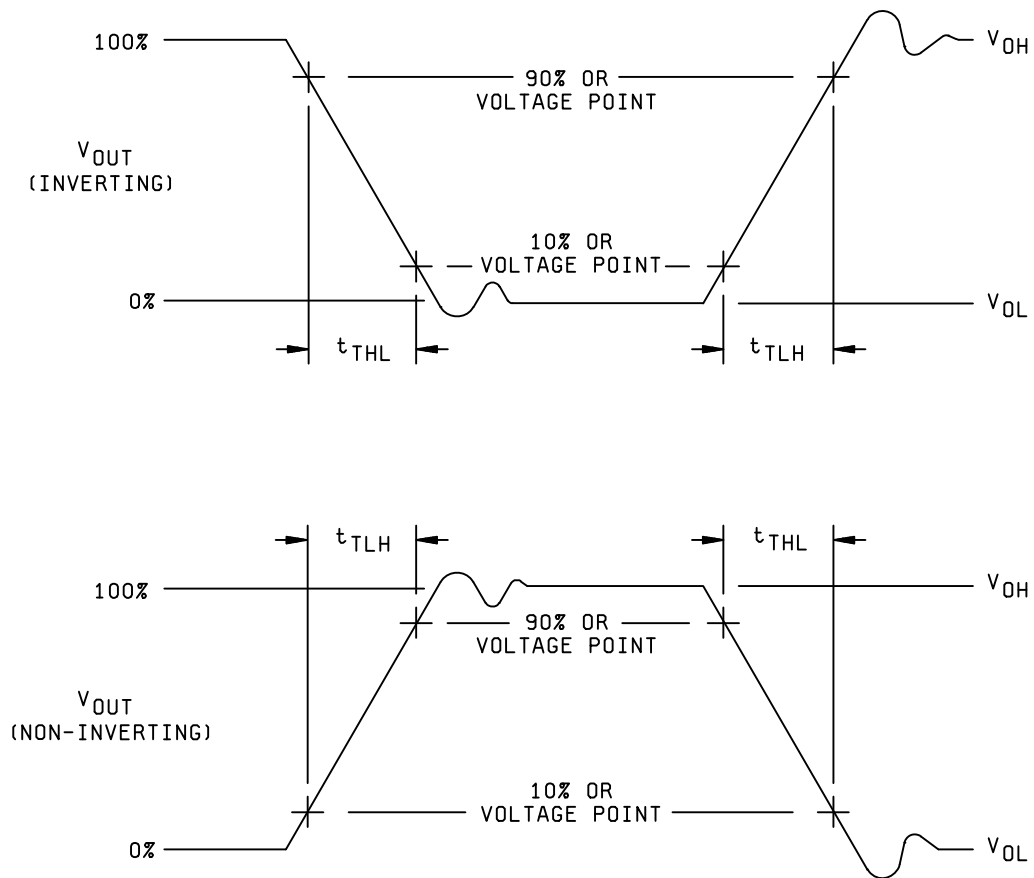 100%
V_OH
90% OR
VOLTAGE POINT
V_OUT
(INVERTING)
10% OR
VOLTAGE POINT
0%
V_OL
t_THL
t_TLH
t_TLH
t_THL
100%
V_OH
90% OR
VOLTAGE POINT
V_OUT
(NON-INVERTING)
10% OR
VOLTAGE POINT
0%
V_OL